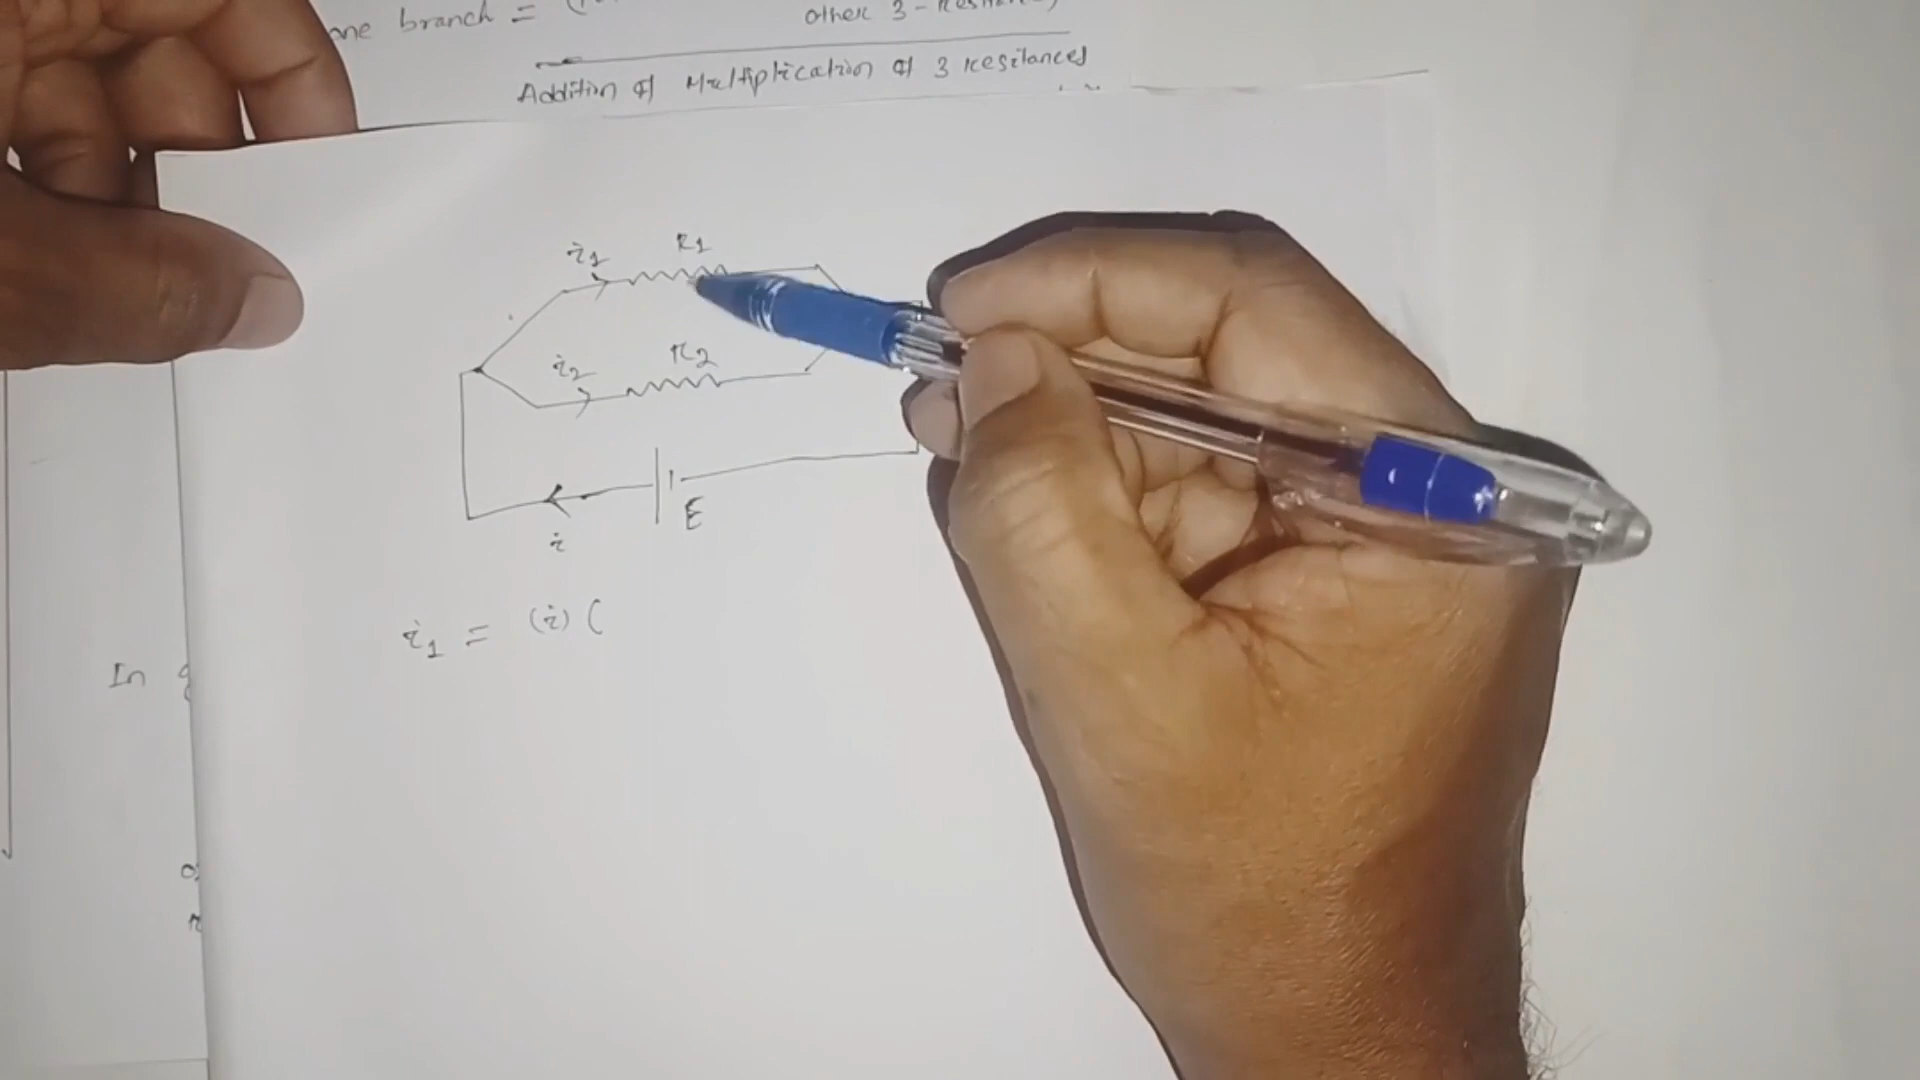 one branch =
other 3-
Addition of Multiplication of 3 resistances
i1 R1
i2 R2
E
i
i1 = (i) (
In